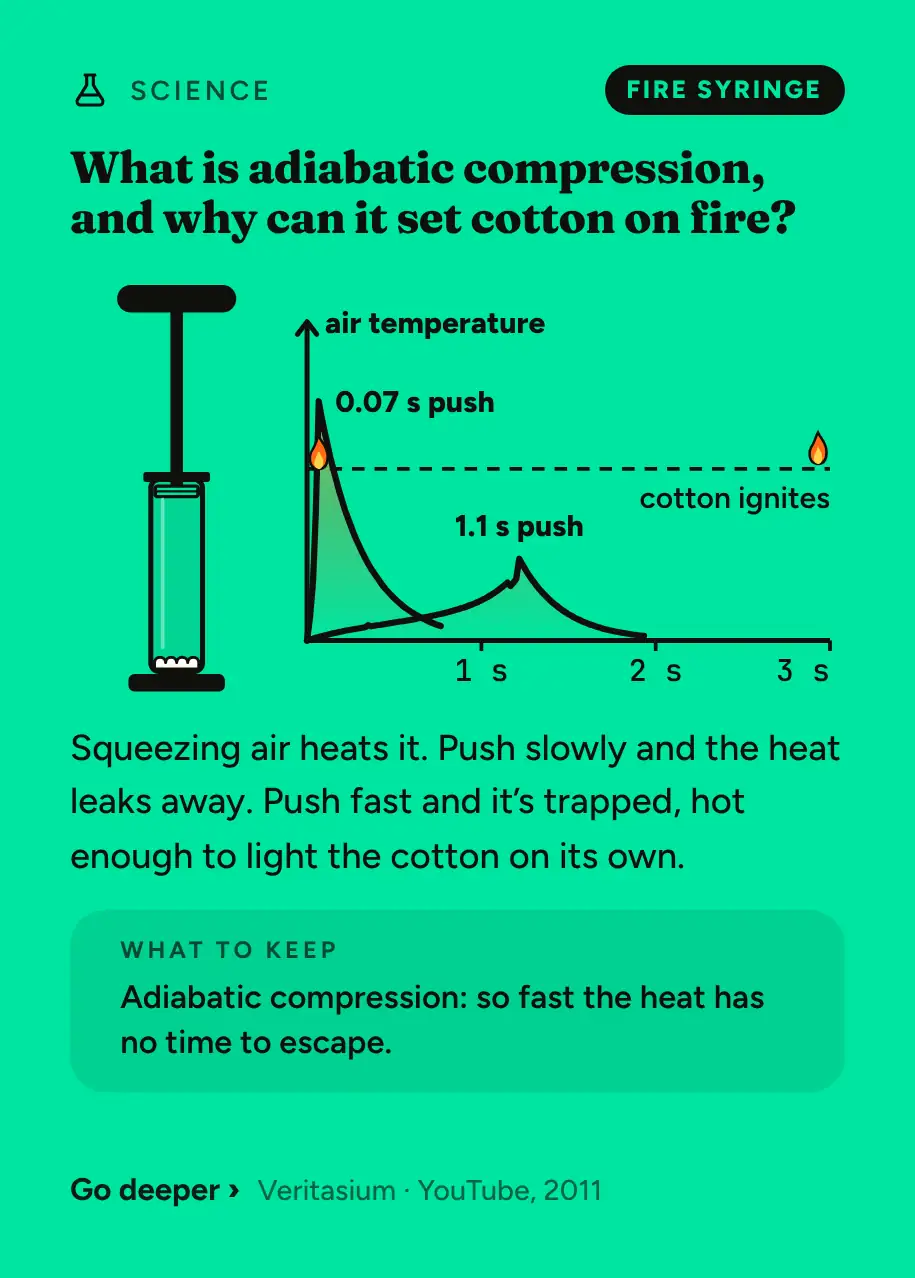 SCIENCE
FIRE SYRINGE
What is adiabatic compression,
and why can it set cotton on fire?
air temperature
0.07 s push
cotton ignites
1.1 s push
1 s
2 s
3 s
Squeezing air heats it. Push slowly and the heat
leaks away. Push fast and it’s trapped, hot
enough to light the cotton on its own.
WHAT TO KEEP
Adiabatic compression: so fast the heat has
no time to escape.
Go deeper › Veritasium · YouTube, 2011